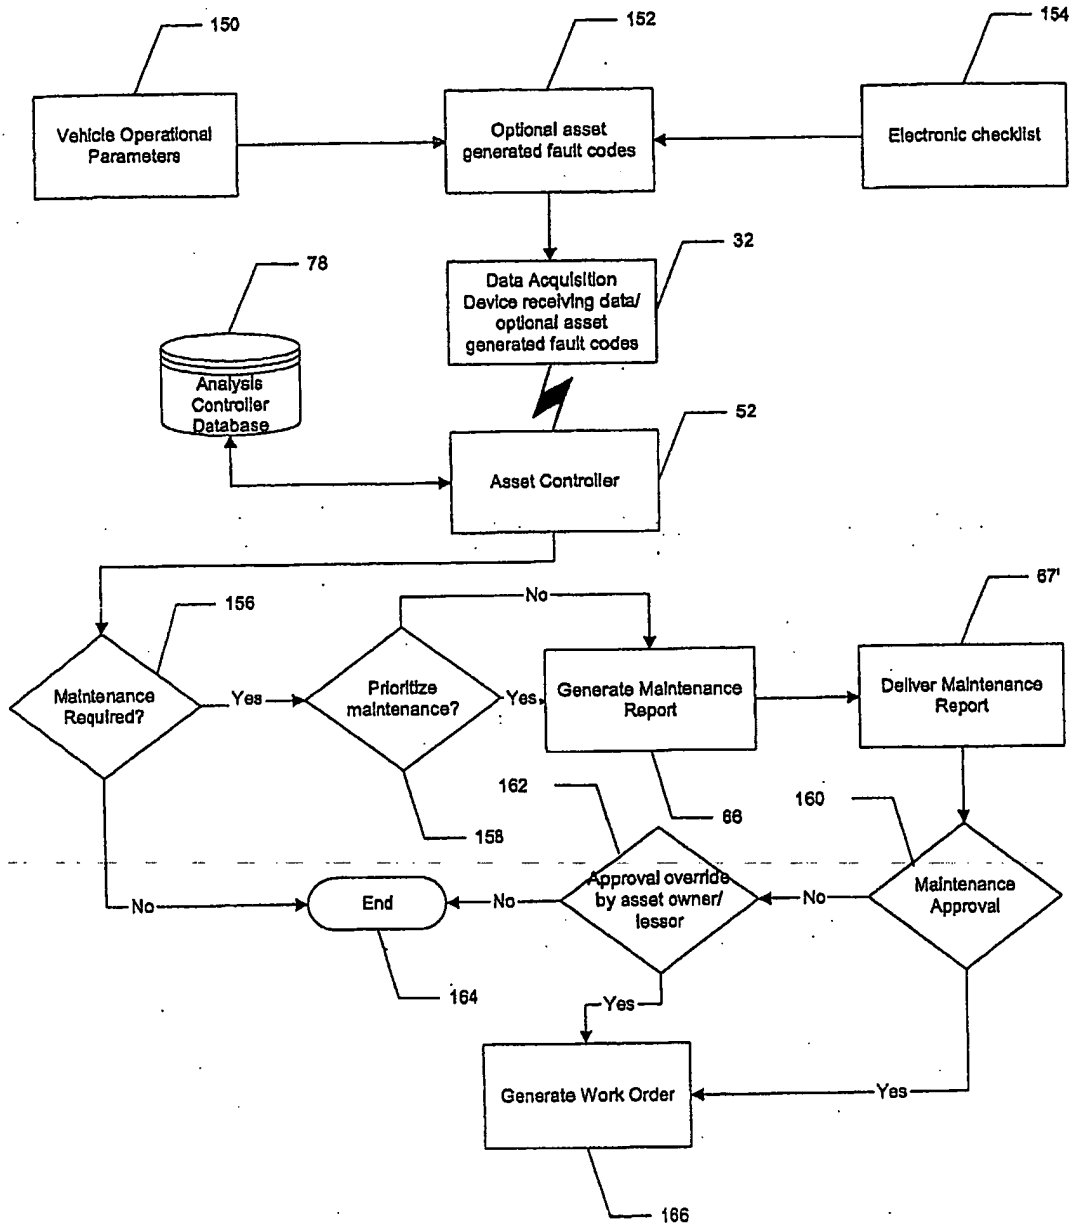 150
152
154
Vehicle Operational
Parameters
Optional asset
generated fault codes
Electronic checklist
32
78
Data Acquisition
Device receiving data/
optional asset
generated fault codes
Analysis
Controller
Database
52
Asset Controller
67'
156
No
Maintenance
Required?
Yes
Prioritize
maintenance?
Yes
Generate Maintenance
Report
Deliver Maintenance
Report
162
160
66
158
Approval override
by asset owner/
lessor
Maintenance
Approval
No
End
No
No
164
Yes
Generate Work Order
Yes
166